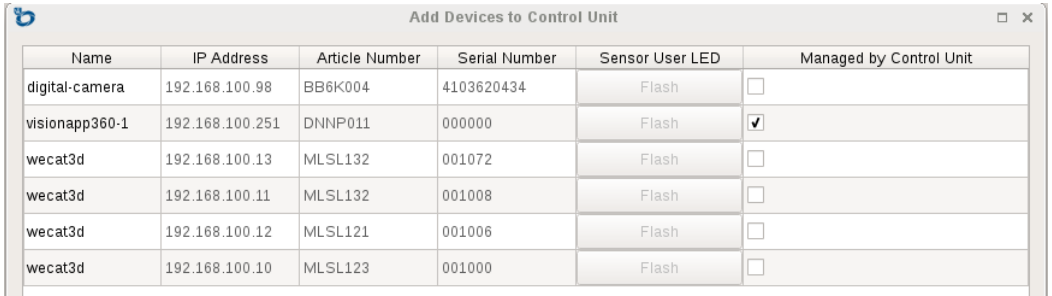 Add Devices to Control Unit
Name IP Address Article Number Serial Number Sensor User LED Managed by Control Unit
digital-camera 192.168.100.98 BB6K004 4103620434 Flash
visionapp360-1 192.168.100.251 DNNP011 000000 Flash
wecat3d 192.168.100.13 MLSL132 001072 Flash
wecat3d 192.168.100.11 MLSL132 001008 Flash
wecat3d 192.168.100.12 MLSL121 001006 Flash
wecat3d 192.168.100.10 MLSL123 001000 Flash